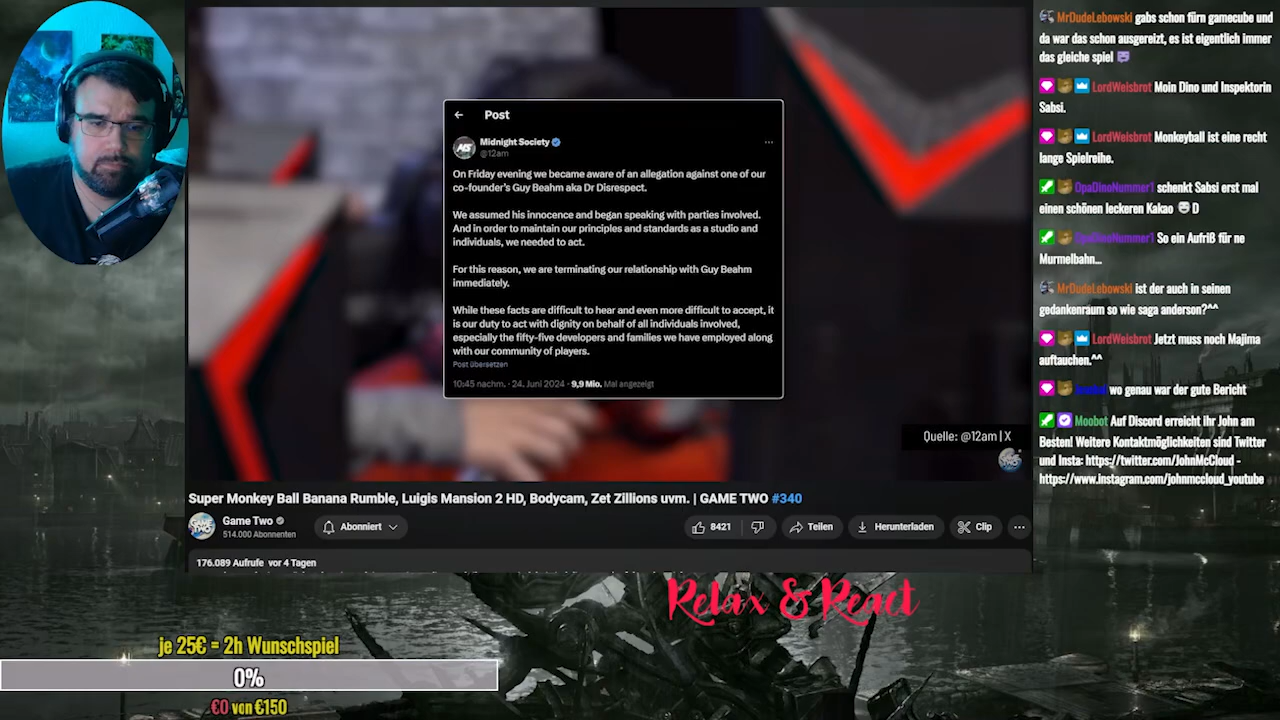 Post
Midnight Society
@12am
On Friday evening we became aware of an allegation against one of our
co-founder's Guy Beahm aka Dr Disrespect.
We assumed his innocence and began speaking with parties involved.
And in order to maintain our principles and standards as a studio and
individuals, we needed to act.
For this reason, we are terminating our relationship with Guy Beahm
immediately.
While these facts are difficult to hear and even more difficult to accept, it
is our duty to act with dignity on behalf of all individuals involved,
especially the fifty-five developers and families we have employed along
with our community of players.
Post übersetzen
10:45 nachm. · 24. Juni 2024 · 9,9 Mio. Mal angezeigt
Quelle: @12am | X
Super Monkey Ball Banana Rumble, Luigis Mansion 2 HD, Bodycam, Zet Zillions uvm. | GAME TWO #340
Game Two
514.000 Abonnenten
Abonniert
8421
Teilen
Herunterladen
Clip
176.089 Aufrufe vor 4 Tagen
Relax & React
je 25€ = 2h Wunschspiel
0%
€0 von €150
MrDudeLebowski gabs schon fürn gamecube und
da war das schon ausgereizt, es ist eigentlich immer
das gleiche spiel
LordWeisbrot Moin Dino und Inspektorin
Sabsi.
LordWeisbrot Monkeyball ist eine recht
lange Spielreihe.
OpaDinoNummer1 schenkt Sabsi erst mal
einen schönen leckeren Kakao D
OpaDinoNummer1 So ein Aufriß für ne
Murmelbahn...
MrDudeLebowski ist der auch in seinen
gedankenraum so wie saga anderson?^^
LordWeisbrot Jetzt muss noch Majima
auftauchen.^^
wo genau war der gute Bericht
Moobot Auf Discord erreicht ihr John am
Besten! Weitere Kontaktmöglichkeiten sind Twitter
und Insta: https://twitter.com/JohnMcCloud -
https://www.instagram.com/johnmccloud_youtube